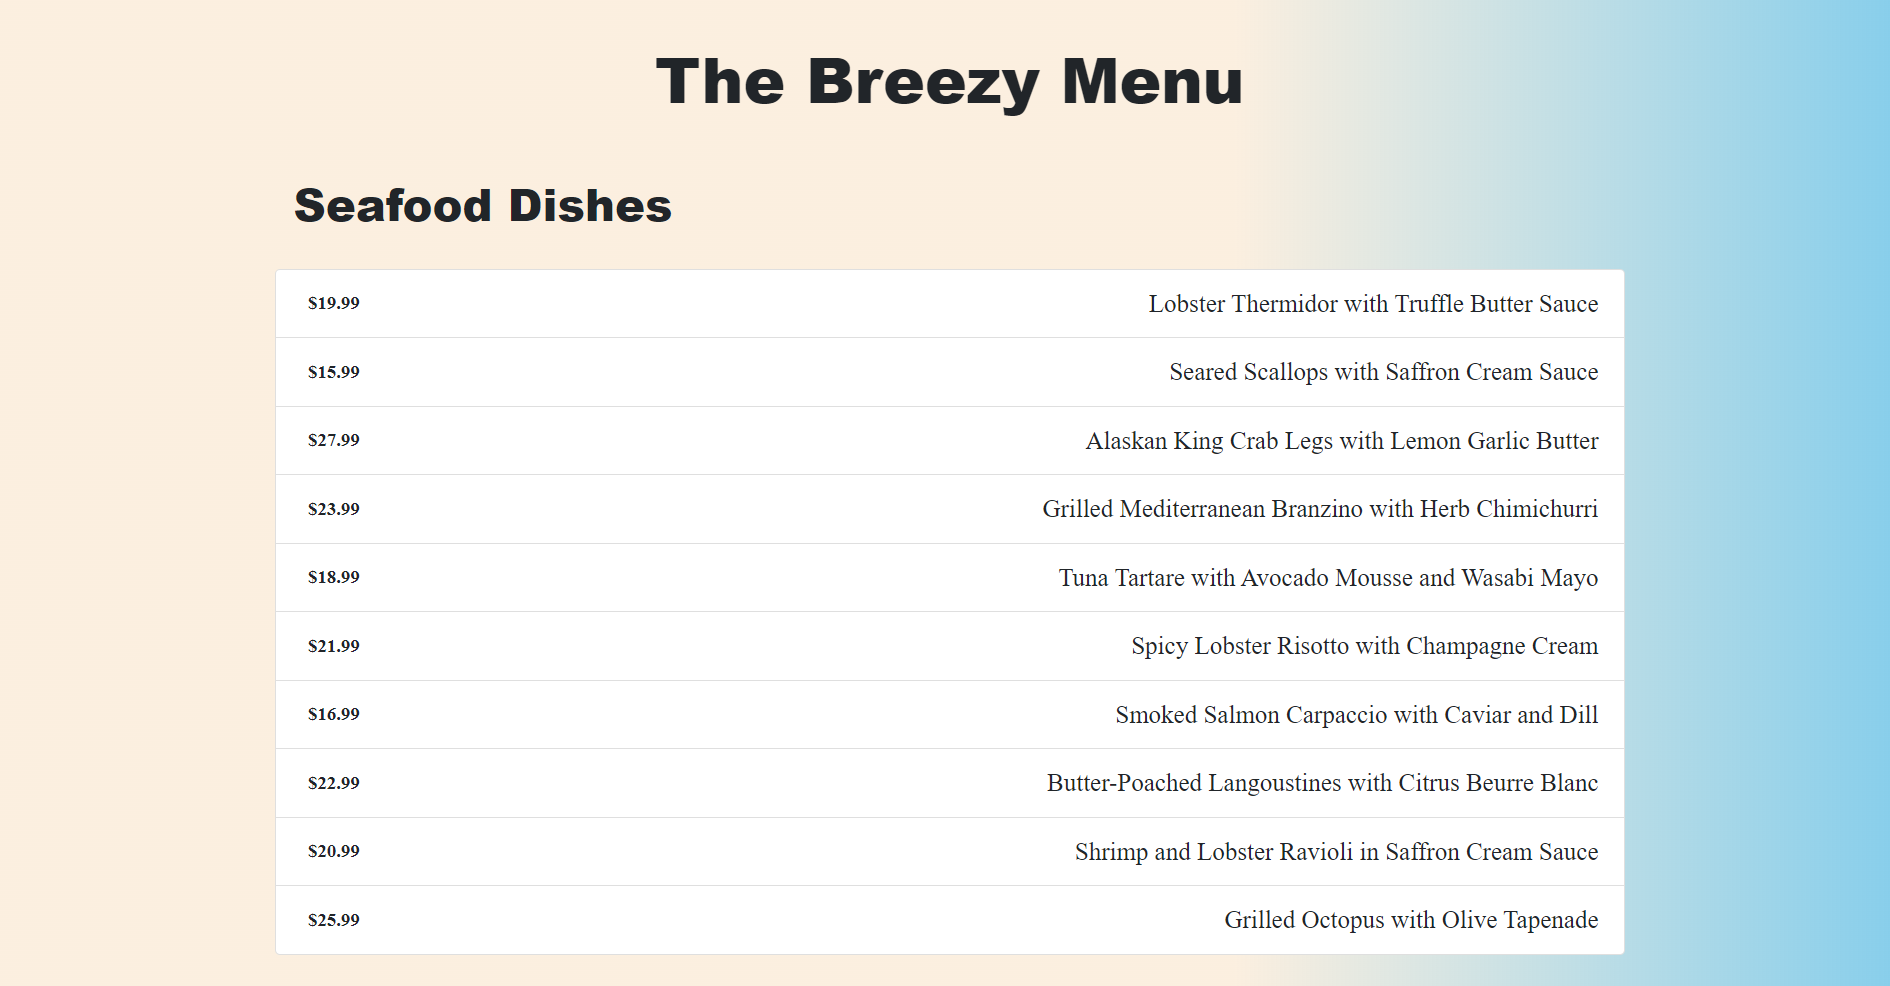 The Breezy Menu
Seafood Dishes
$19.99 Lobster Thermidor with Truffle Butter Sauce
$15.99 Seared Scallops with Saffron Cream Sauce
$27.99 Alaskan King Crab Legs with Lemon Garlic Butter
$23.99 Grilled Mediterranean Branzino with Herb Chimichurri
$18.99 Tuna Tartare with Avocado Mousse and Wasabi Mayo
$21.99 Spicy Lobster Risotto with Champagne Cream
$16.99 Smoked Salmon Carpaccio with Caviar and Dill
$22.99 Butter-Poached Langoustines with Citrus Beurre Blanc
$20.99 Shrimp and Lobster Ravioli in Saffron Cream Sauce
$25.99 Grilled Octopus with Olive Tapenade